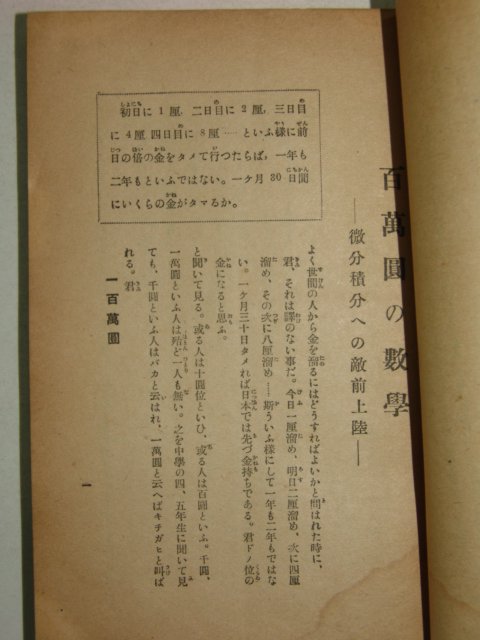 百萬圓の數學
――微分積分への敵前上陸――
初日に 1 厘，二日目に 2 厘，三日目
に 4 厘 四日目に 8 厘……といふ樣に前
日の倍の金をタメて行つたらば，一年も
二年もといふではない。一ケ月 30 日間
にいくらの金がタマるか。
よく世間の人から金を溜るにはどうすればよいかと問はれた時に、
君、それは譯のない事だ。今日一厘溜め、明日二厘溜め、次に四厘
溜め、その次に八厘溜め……斯ういふ樣にして一年も二年もではな
い。一ケ月三十日タメれば日本では先づ金持ちである。君ドノ位の
金になると思ふ。
と聞いて見る。或る人は十圓位といひ、或る人は百圓といふ。千圓、
一萬圓といふ人は殆ど一人も無い。之を中學の四、五年生に聞いて見
ても、千圓といふ人はバカと云はれ、一萬圓と云へばキチガヒと叫ば
れる。君
一百萬圓
一